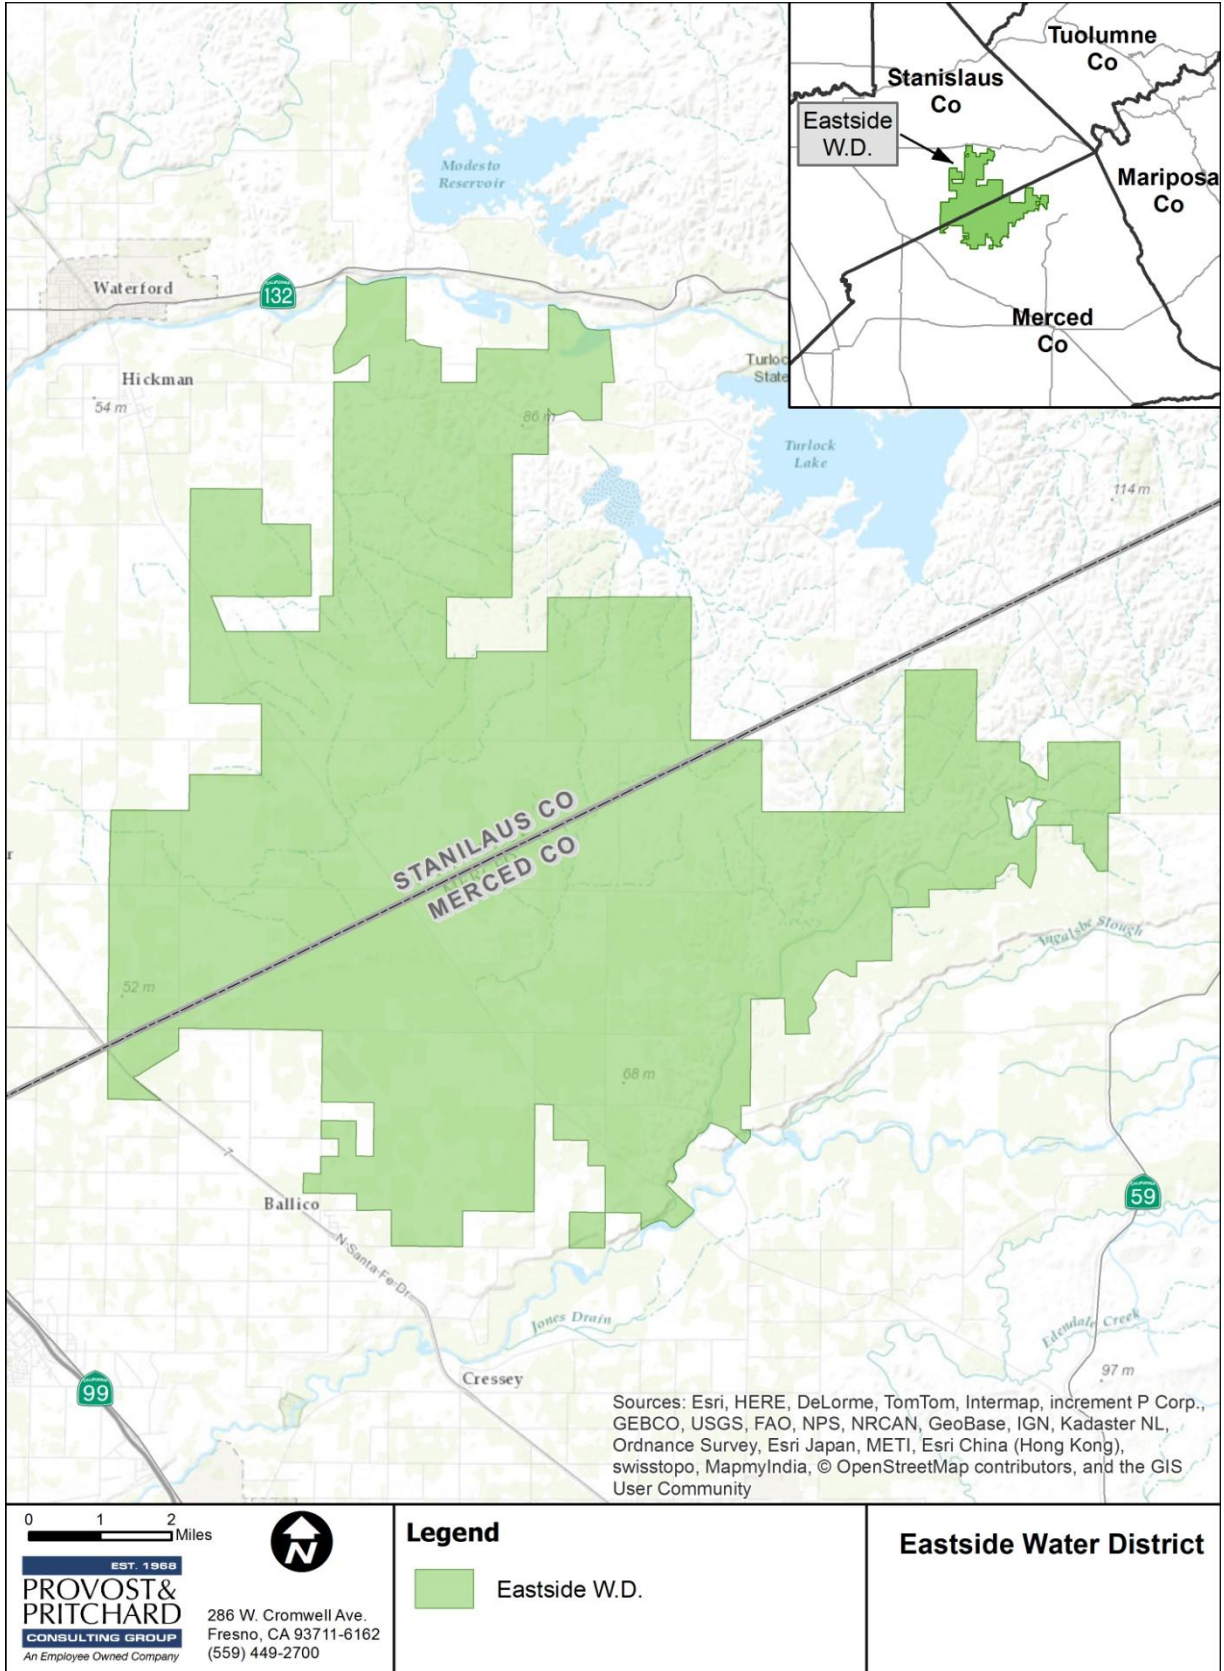 Tuolumne
Co
Stanislaus
Co
Eastside
W.D.
Mariposa
Co
Merced
Co
Modesto
Reservoir
Waterford
CALIFORNIA
132
Hickman
54 m
86 m
Turloc
State
Turlock
Lake
114 m
STANILAUS CO
MERCED CO
52 m
68 m
Ingalsbe Slough
CALIFORNIA
59
Ballico
N Santa Fe Dr
Jones Drain
Edendale Creek
97 m
Cressey
CALIFORNIA
99
Sources: Esri, HERE, DeLorme, TomTom, Intermap, increment P Corp.,
GEBCO, USGS, FAO, NPS, NRCAN, GeoBase, IGN, Kadaster NL,
Ordnance Survey, Esri Japan, METI, Esri China (Hong Kong),
swisstopo, MapmyIndia, © OpenStreetMap contributors, and the GIS
User Community
0 1 2
Miles
N
EST. 1968
PROVOST&
PRITCHARD
CONSULTING GROUP
An Employee Owned Company
286 W. Cromwell Ave.
Fresno, CA 93711-6162
(559) 449-2700
Legend
Eastside W.D.
Eastside Water District